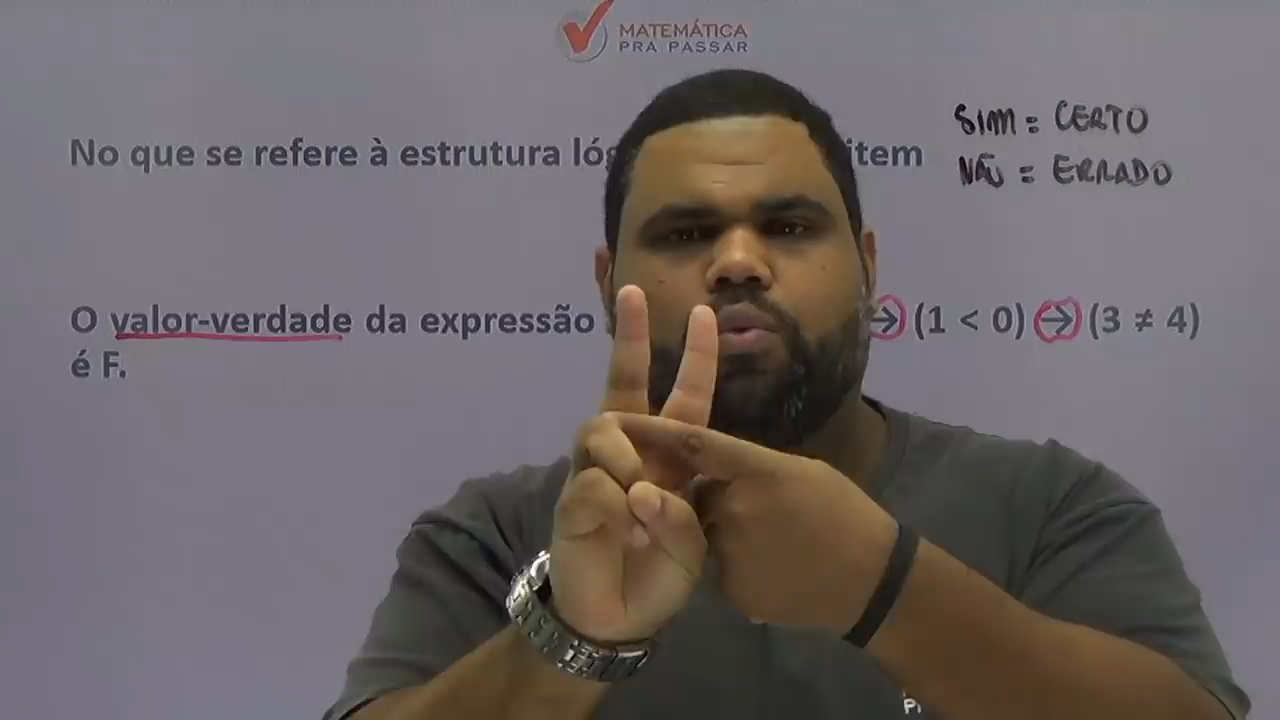 MATEMÁTICA
PRA PASSAR
SIM = CERTO
No que se refere à estrutura item
NÃO = ERRADO
O valor-verdade da expressão → (1 < 0) → (3 ≠ 4)
é F.